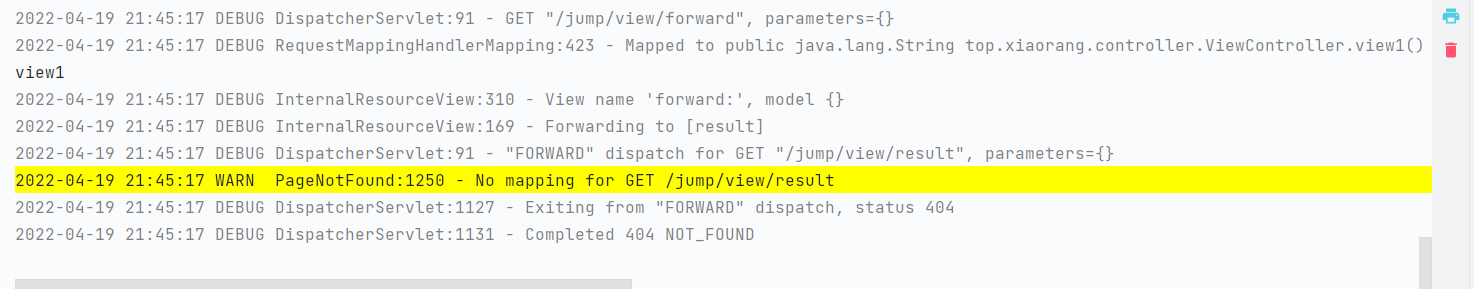 2022-04-19 21:45:17 DEBUG DispatcherServlet:91 - GET "/jump/view/forward", parameters={}
2022-04-19 21:45:17 DEBUG RequestMappingHandlerMapping:423 - Mapped to public java.lang.String top.xiaorang.controller.ViewController.view1()
view1
2022-04-19 21:45:17 DEBUG InternalResourceView:310 - View name 'forward:', model {}
2022-04-19 21:45:17 DEBUG InternalResourceView:169 - Forwarding to [result]
2022-04-19 21:45:17 DEBUG DispatcherServlet:91 - "FORWARD" dispatch for GET "/jump/view/result", parameters={}
2022-04-19 21:45:17 WARN  PageNotFound:1250 - No mapping for GET /jump/view/result
2022-04-19 21:45:17 DEBUG DispatcherServlet:1127 - Exiting from "FORWARD" dispatch, status 404
2022-04-19 21:45:17 DEBUG DispatcherServlet:1131 - Completed 404 NOT_FOUND